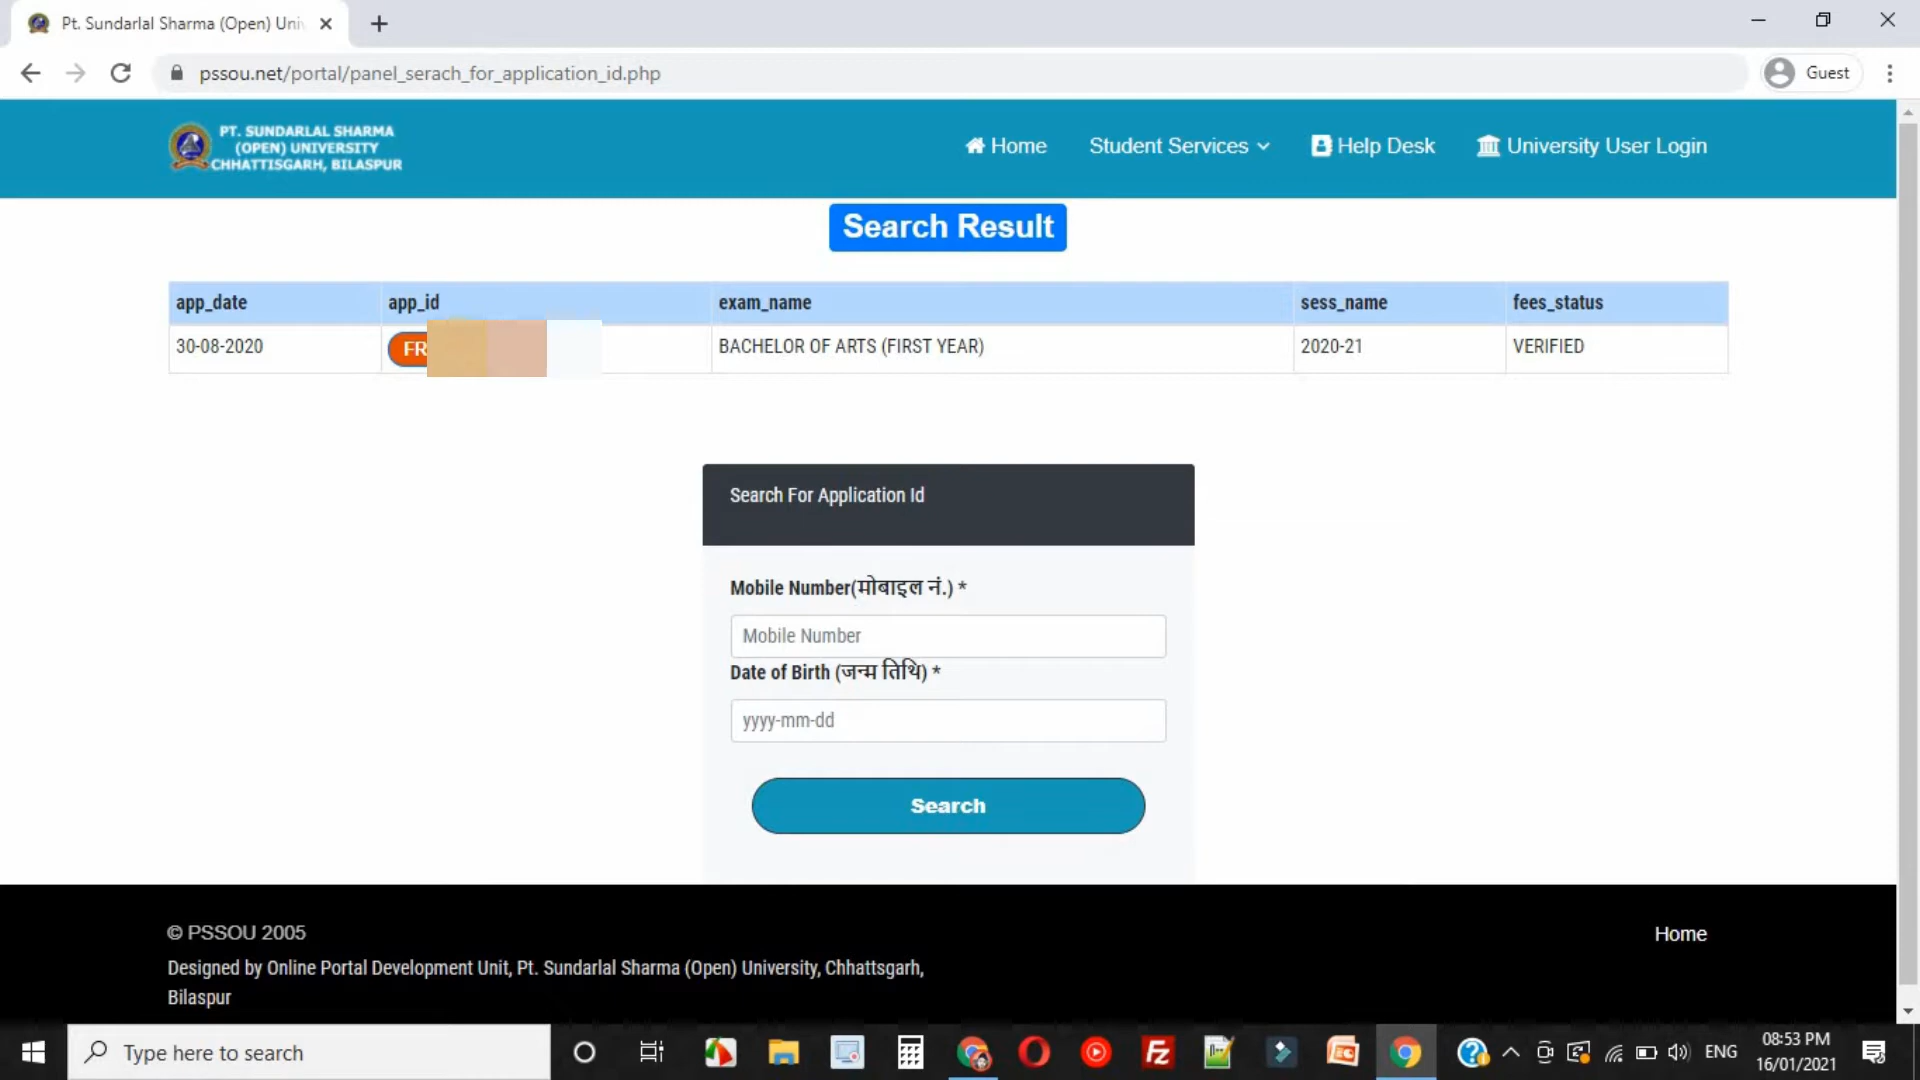 Pt. Sundarlal Sharma (Open) Univ
pssou.net/portal/panel_serach_for_application_id.php
Guest
PT. SUNDARLAL SHARMA
(OPEN) UNIVERSITY
CHHATTISGARH, BILASPUR
Home
Student Services
Help Desk
University User Login
Search Result
app_date app_id exam_name sess_name fees_status
30-08-2020 FR BACHELOR OF ARTS (FIRST YEAR) 2020-21 VERIFIED
Search For Application Id
Mobile Number(मोबाइल नं.) *
Mobile Number
Date of Birth (जन्म तिथि) *
yyyy-mm-dd
Search
© PSSOU 2005
Home
Designed by Online Portal Development Unit, Pt. Sundarlal Sharma (Open) University, Chhattsgarh,
Bilaspur
Type here to search
ENG
08:53 PM
16/01/2021